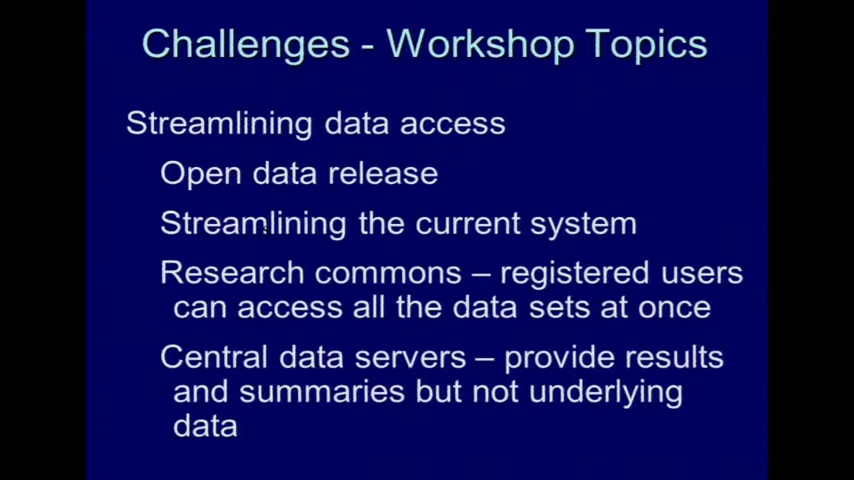 Challenges - Workshop Topics
Streamlining data access
Open data release
Streamlining the current system
Research commons – registered users
can access all the data sets at once
Central data servers – provide results
and summaries but not underlying
data